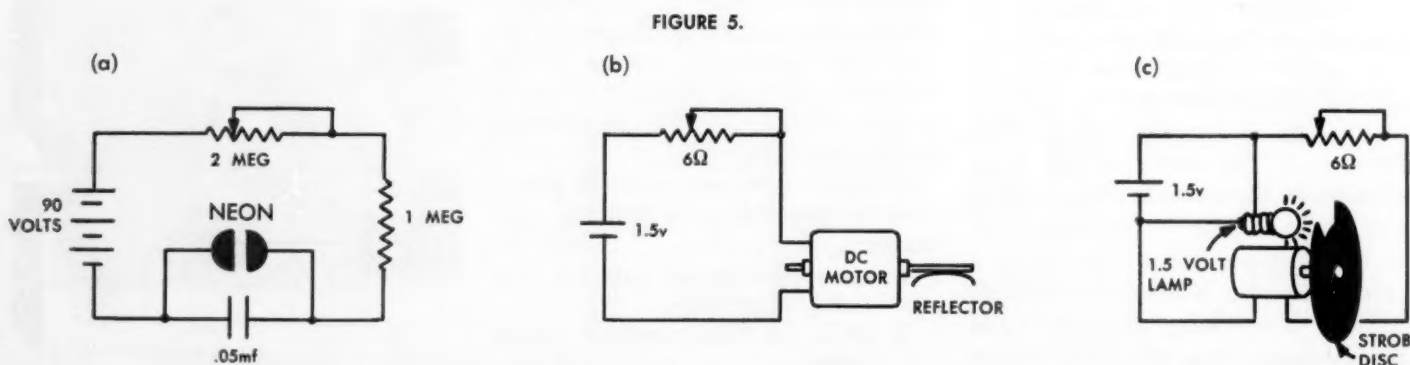 FIGURE 5.
(a)
2 MEG
90
VOLTS
NEON
1 MEG
.05mf
(b)
6Ω
1.5v
DC
MOTOR
REFLECTOR
(c)
6Ω
1.5v
1.5 VOLT
LAMP
STROB
DISC